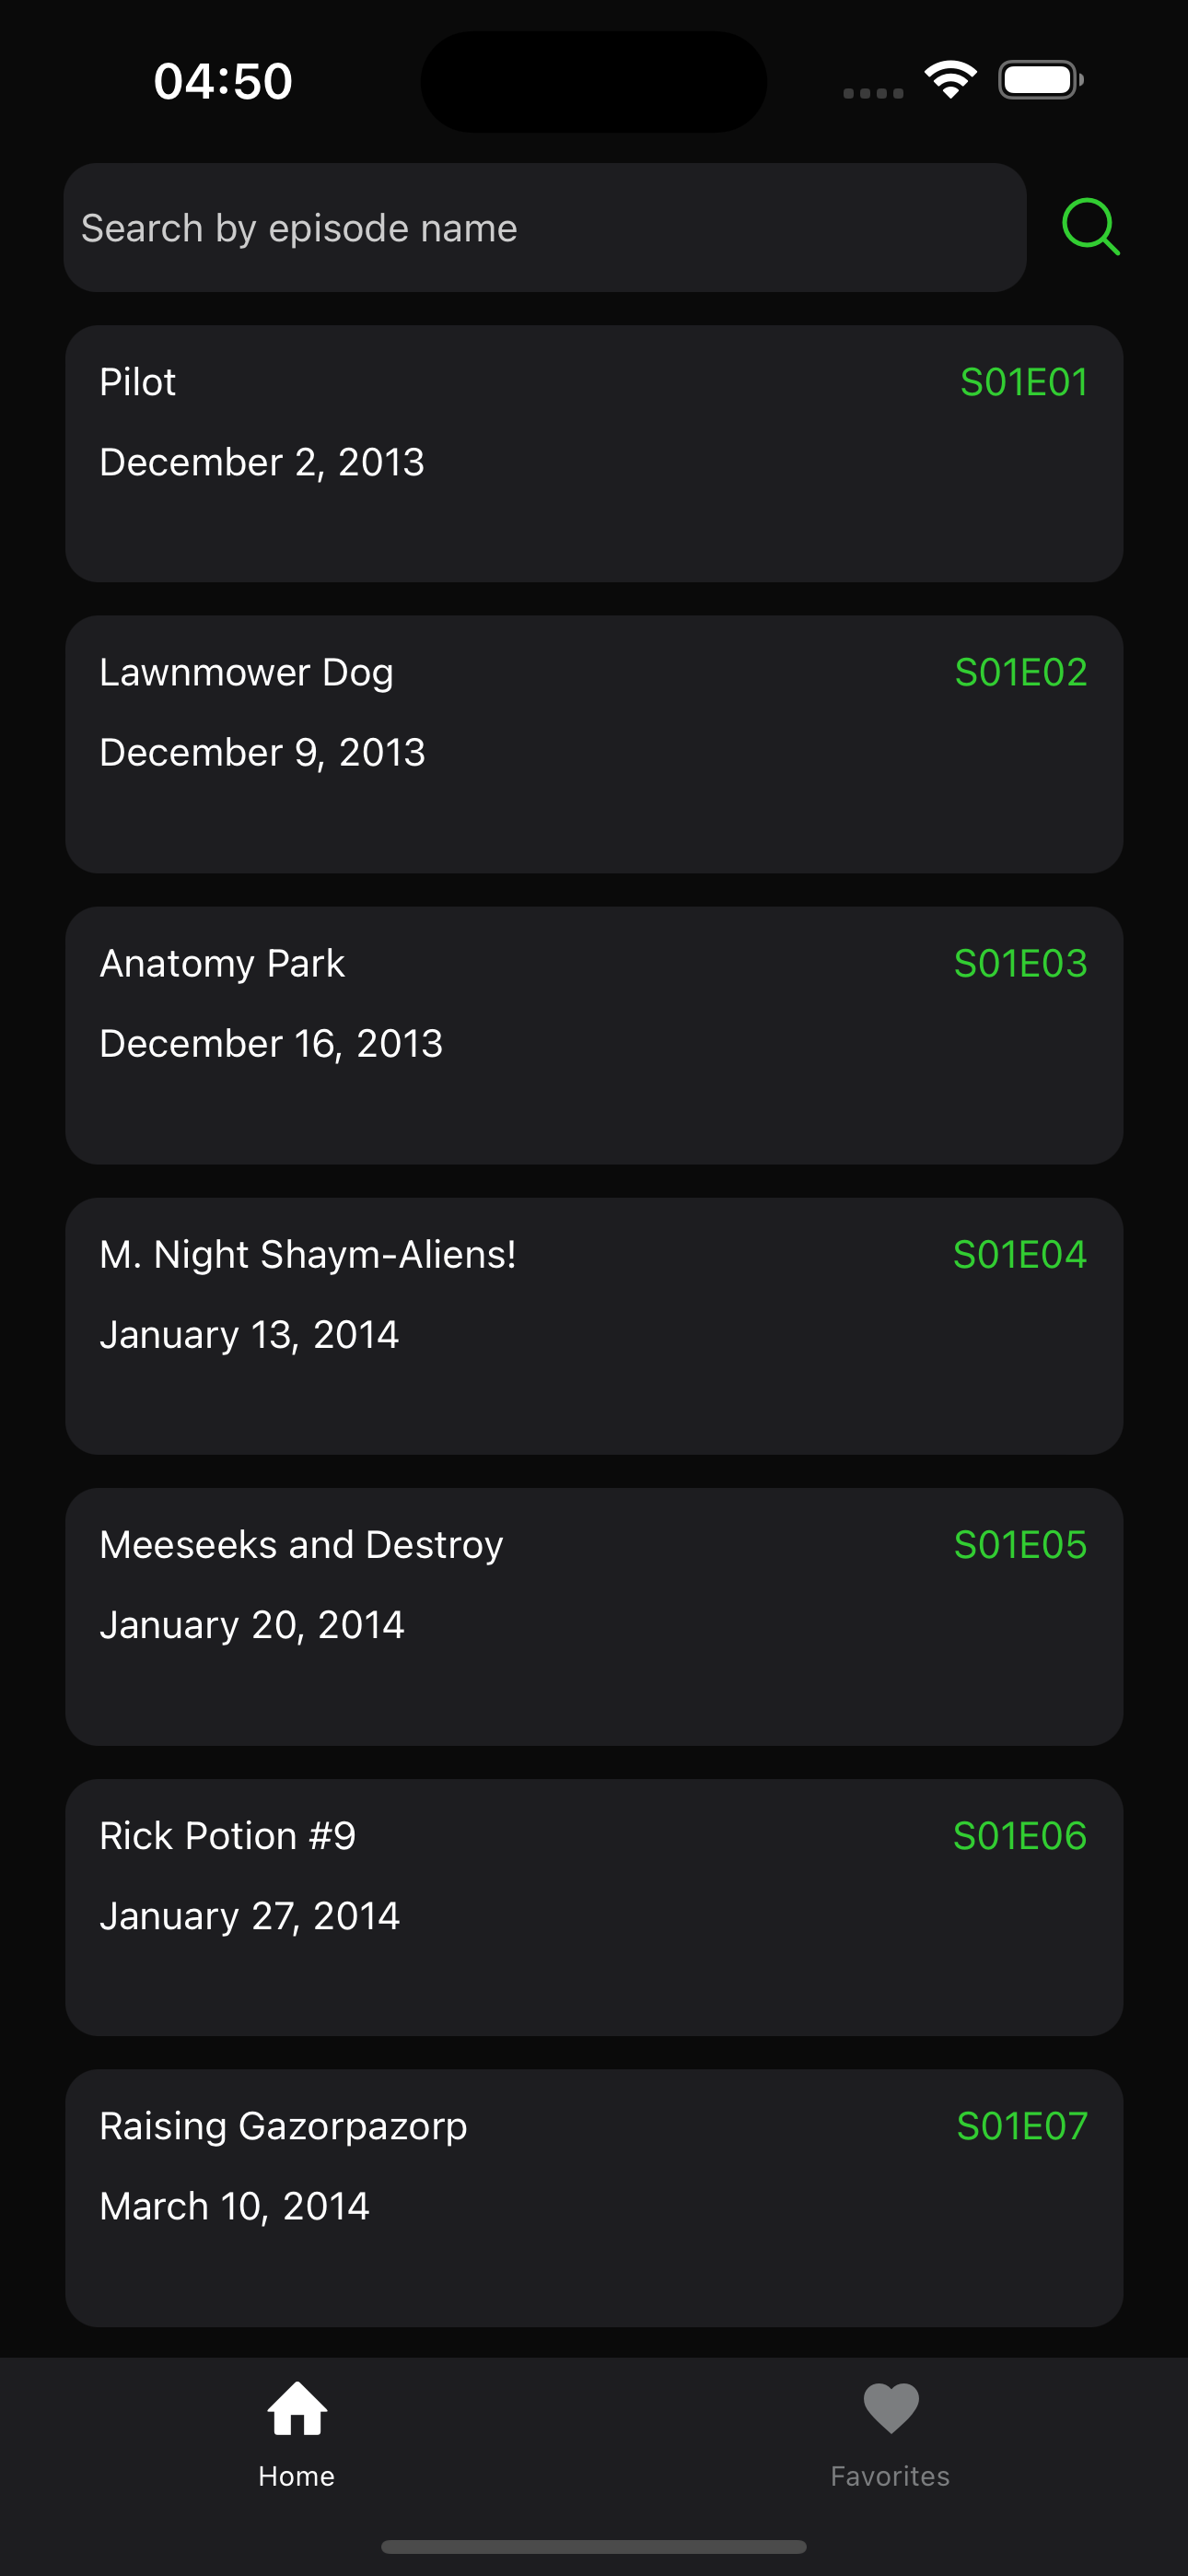 04:50
Search by episode name
Pilot S01E01
December 2, 2013
Lawnmower Dog S01E02
December 9, 2013
Anatomy Park S01E03
December 16, 2013
M. Night Shaym-Aliens! S01E04
January 13, 2014
Meeseeks and Destroy S01E05
January 20, 2014
Rick Potion #9 S01E06
January 27, 2014
Raising Gazorpazorp S01E07
March 10, 2014
Home Favorites